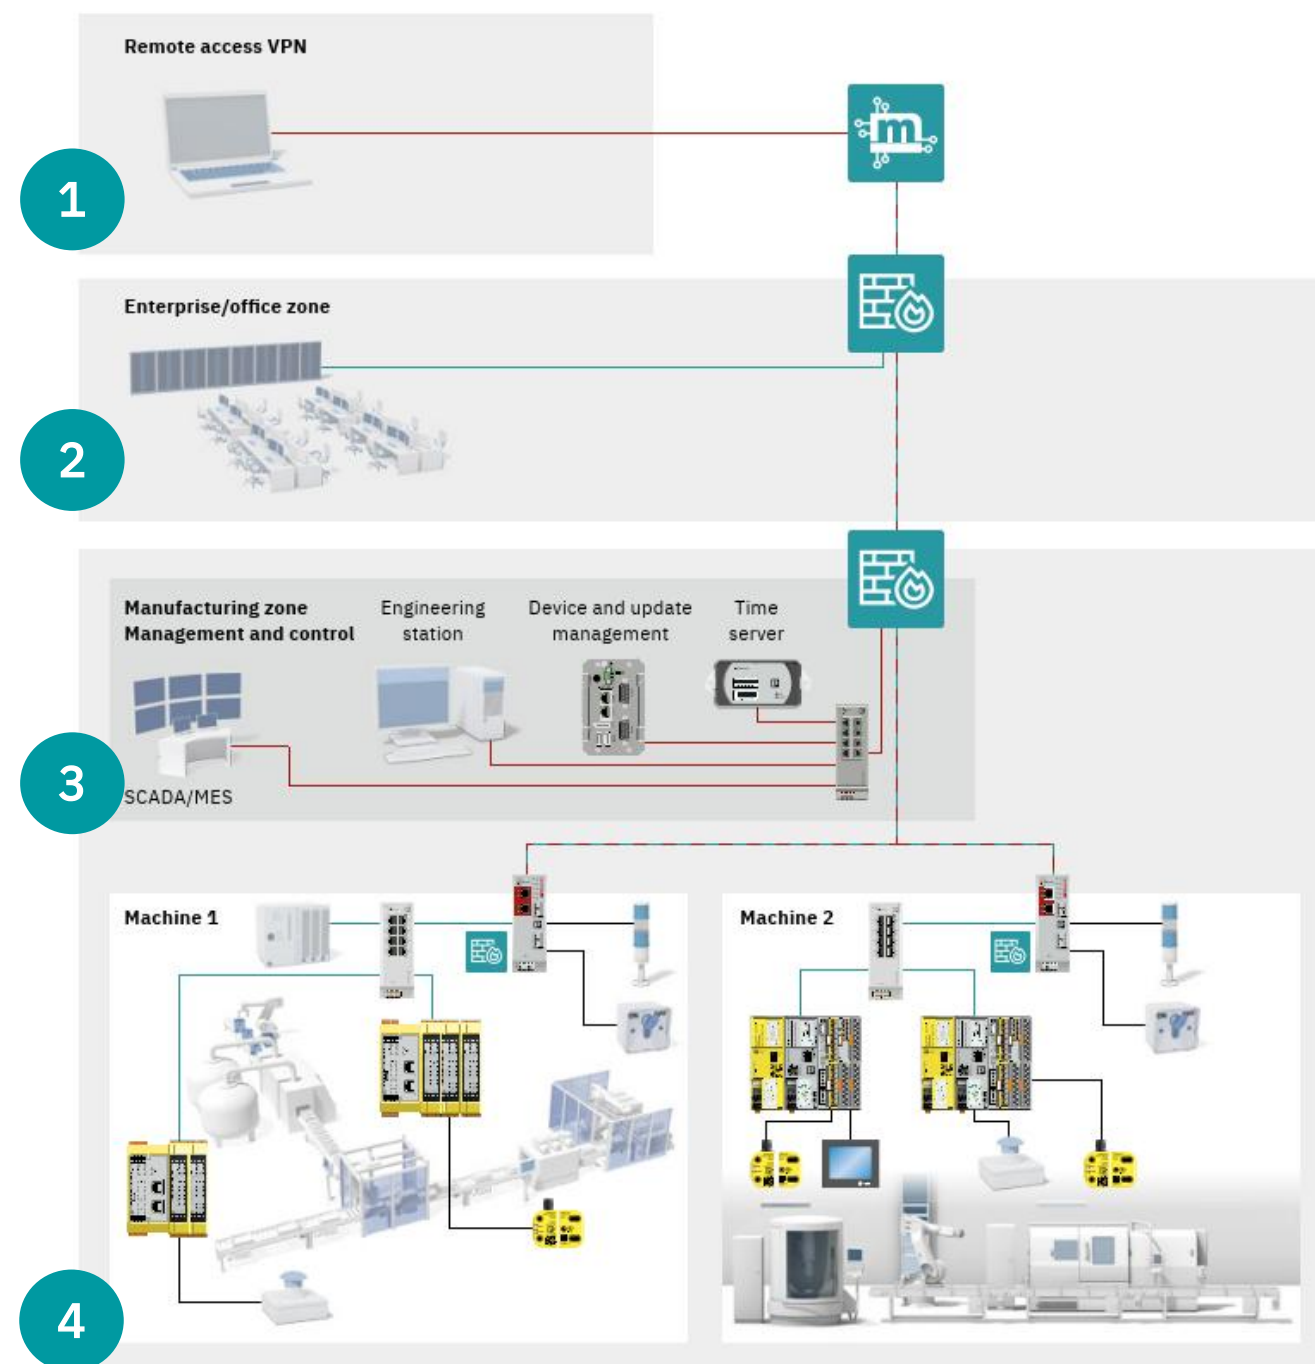 Remote access VPN
m
1
Enterprise/office zone
2
Manufacturing zone
Management and control
Engineering
station
Device and update
management
Time
server
3
SCADA/MES
Machine 1
Machine 2
4